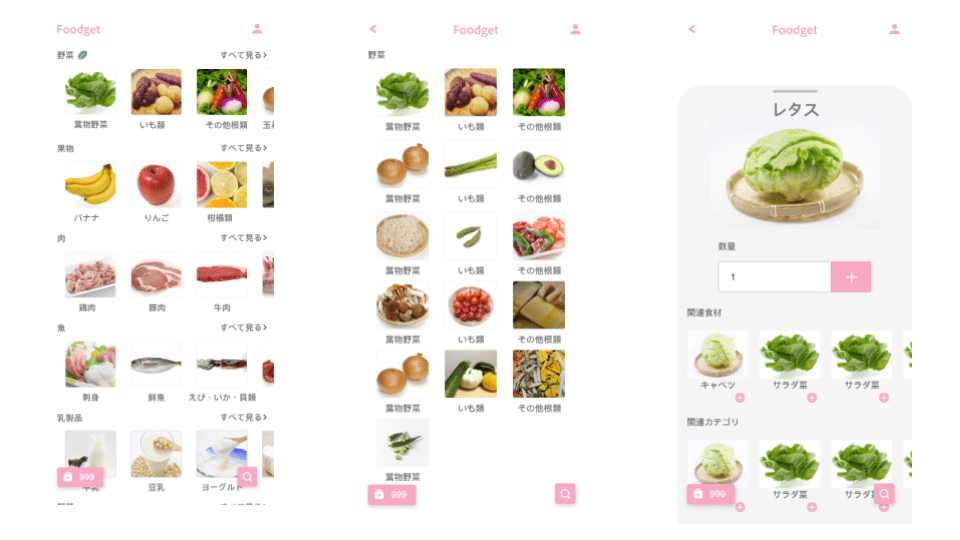 Foodget
野菜
すべて見る>
葉物野菜 いも類 その他根類
果物
すべて見る>
バナナ りんご 柑橘類
肉
すべて見る>
鶏肉 豚肉 牛肉
魚
すべて見る>
刺身 鮮魚 えび・いか・貝類
乳製品
すべて見る>
牛乳 豆乳 ヨーグルト
999
Foodget
野菜
葉物野菜 いも類 その他根類
葉物野菜 いも類 その他根類
葉物野菜 いも類 その他根類
葉物野菜 いも類 その他根類
葉物野菜 いも類 その他根類
葉物野菜
999
Foodget
レタス
数量
1
関連食材
キャベツ サラダ菜 サラダ菜
関連カテゴリ
サラダ菜 サラダ菜
999